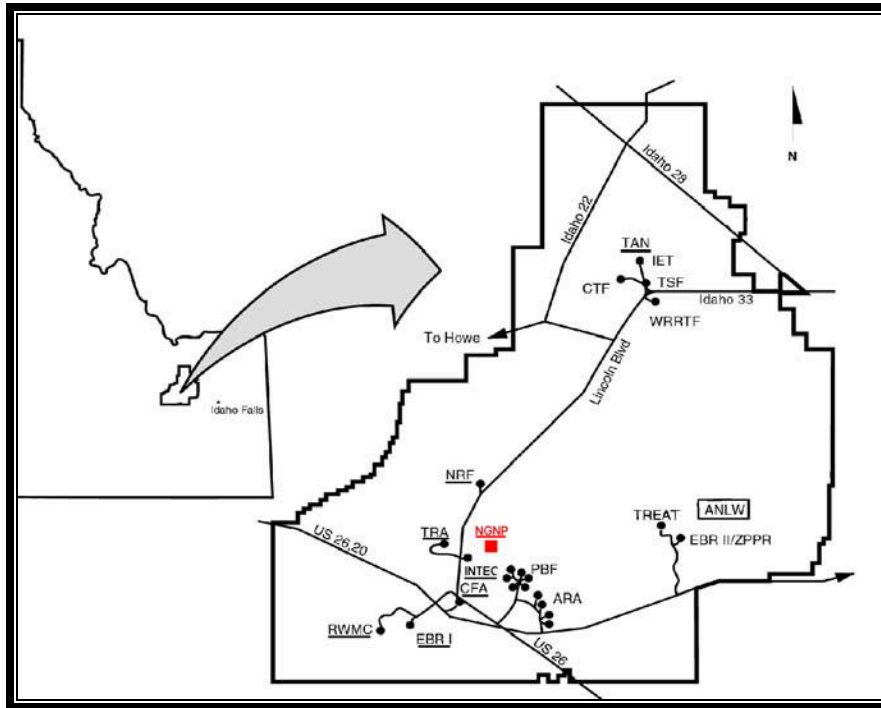 N
Idaho 28
Idaho 22
TAN
IET
CTF
TSF
Idaho 33
WRRTF
To Howe
Lincoln Blvd
Idaho Falls
NRF
ANLW
TREAT
EBR II/ZPPR
US 26,20
TRA
NGNP
INTEC
PBF
CFA
ARA
RWMC
EBR I
US 26